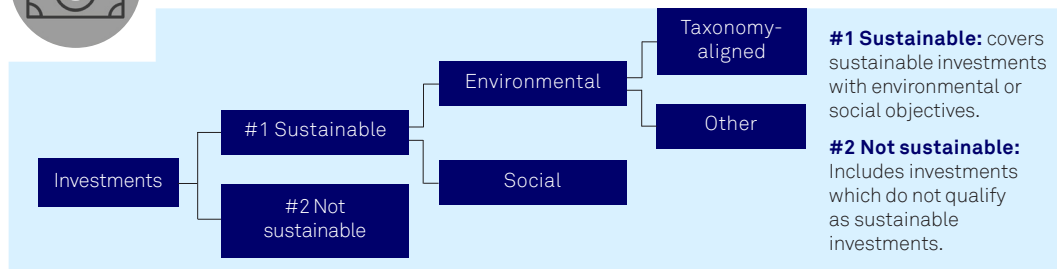 Investments
#1 Sustainable
#2 Not
sustainable
Environmental
Social
Taxonomy-
aligned
Other
#1 Sustainable: covers
sustainable investments
with environmental or
social objectives.
#2 Not sustainable:
Includes investments
which do not qualify
as sustainable
investments.